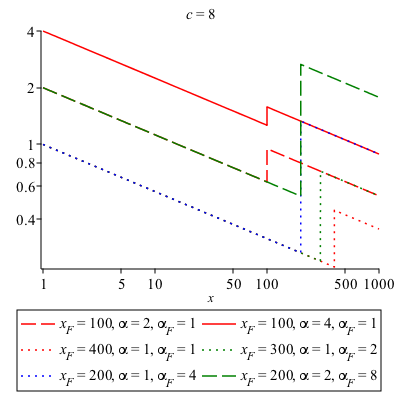 c = 8
4
2
1
0.8
0.6
0.4
1 5 10 50 100 500 1000
x
x_F = 100, α = 2, α_F = 1 x_F = 100, α = 4, α_F = 1
x_F = 400, α = 1, α_F = 1 x_F = 300, α = 1, α_F = 2
x_F = 200, α = 1, α_F = 4 x_F = 200, α = 2, α_F = 8